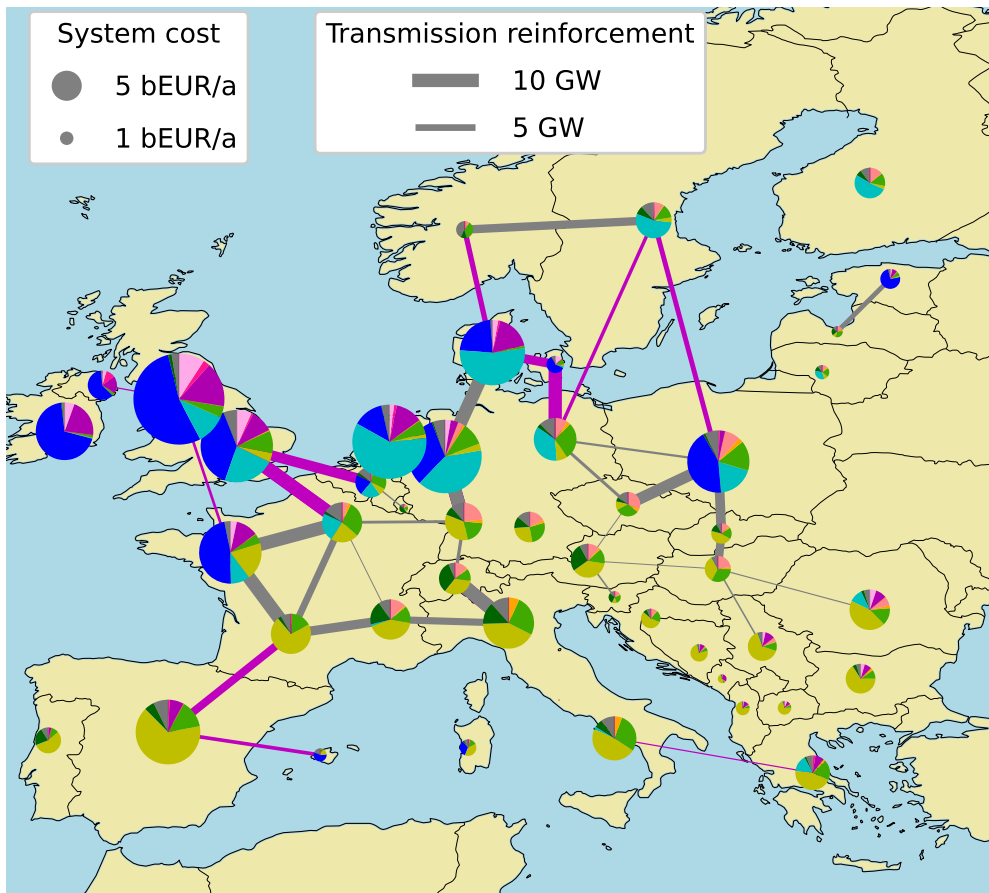 System cost
5 bEUR/a
1 bEUR/a
Transmission reinforcement
10 GW
5 GW